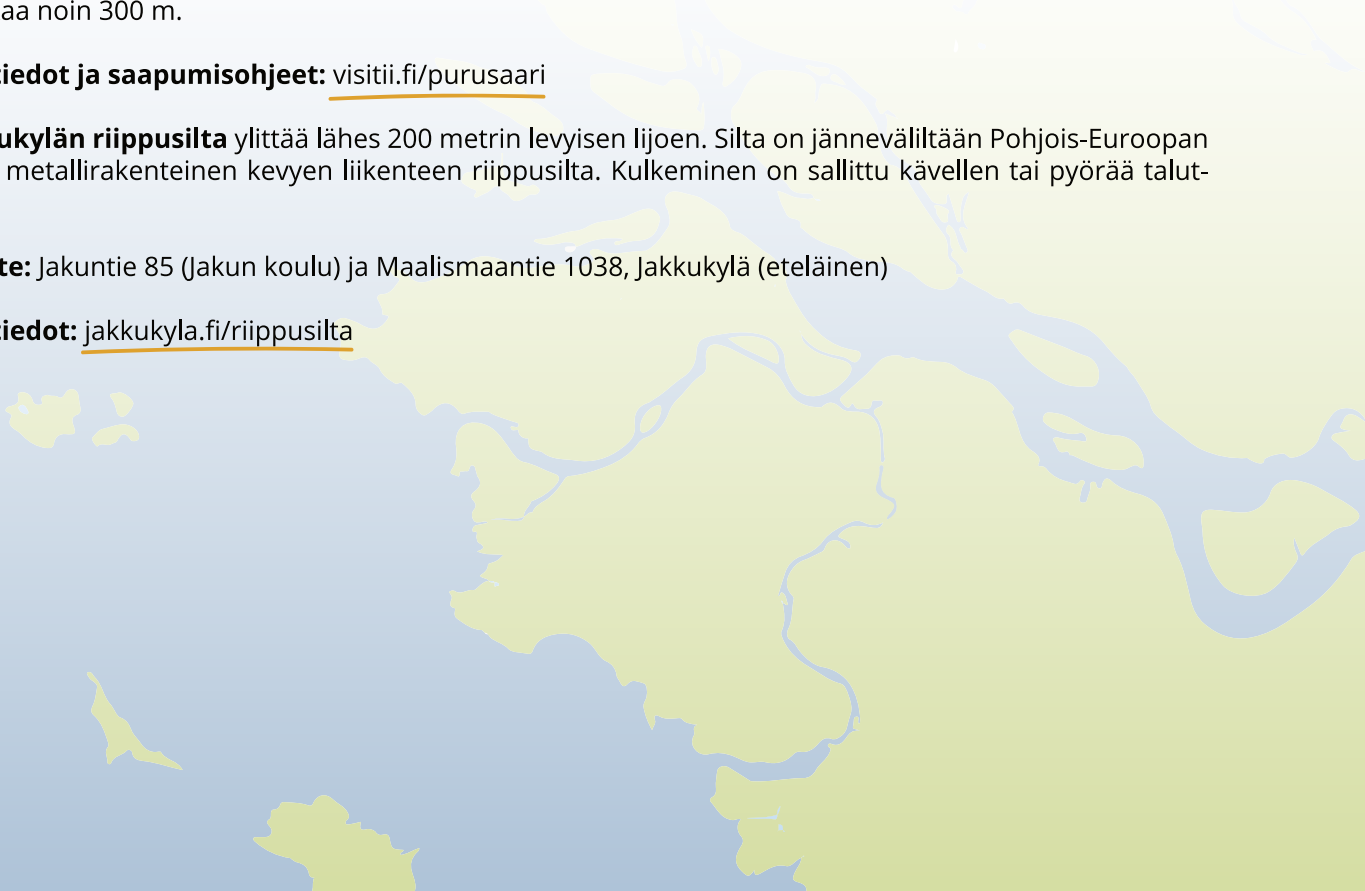 aa noin 300 m.
tiedot ja saapumisohjeet: visitii.fi/purusaari
ukylän riippusilta ylittää lähes 200 metrin levyisen Iijoen. Silta on jänneväliltään Pohjois-Euroopan
metallirakenteinen kevyen liikenteen riippusilta. Kulkeminen on sallittu kävellen tai pyörää talut-
te: Jakuntie 85 (Jakun koulu) ja Maalismaantie 1038, Jakkukylä (eteläinen)
tiedot: jakkukyla.fi/riippusilta